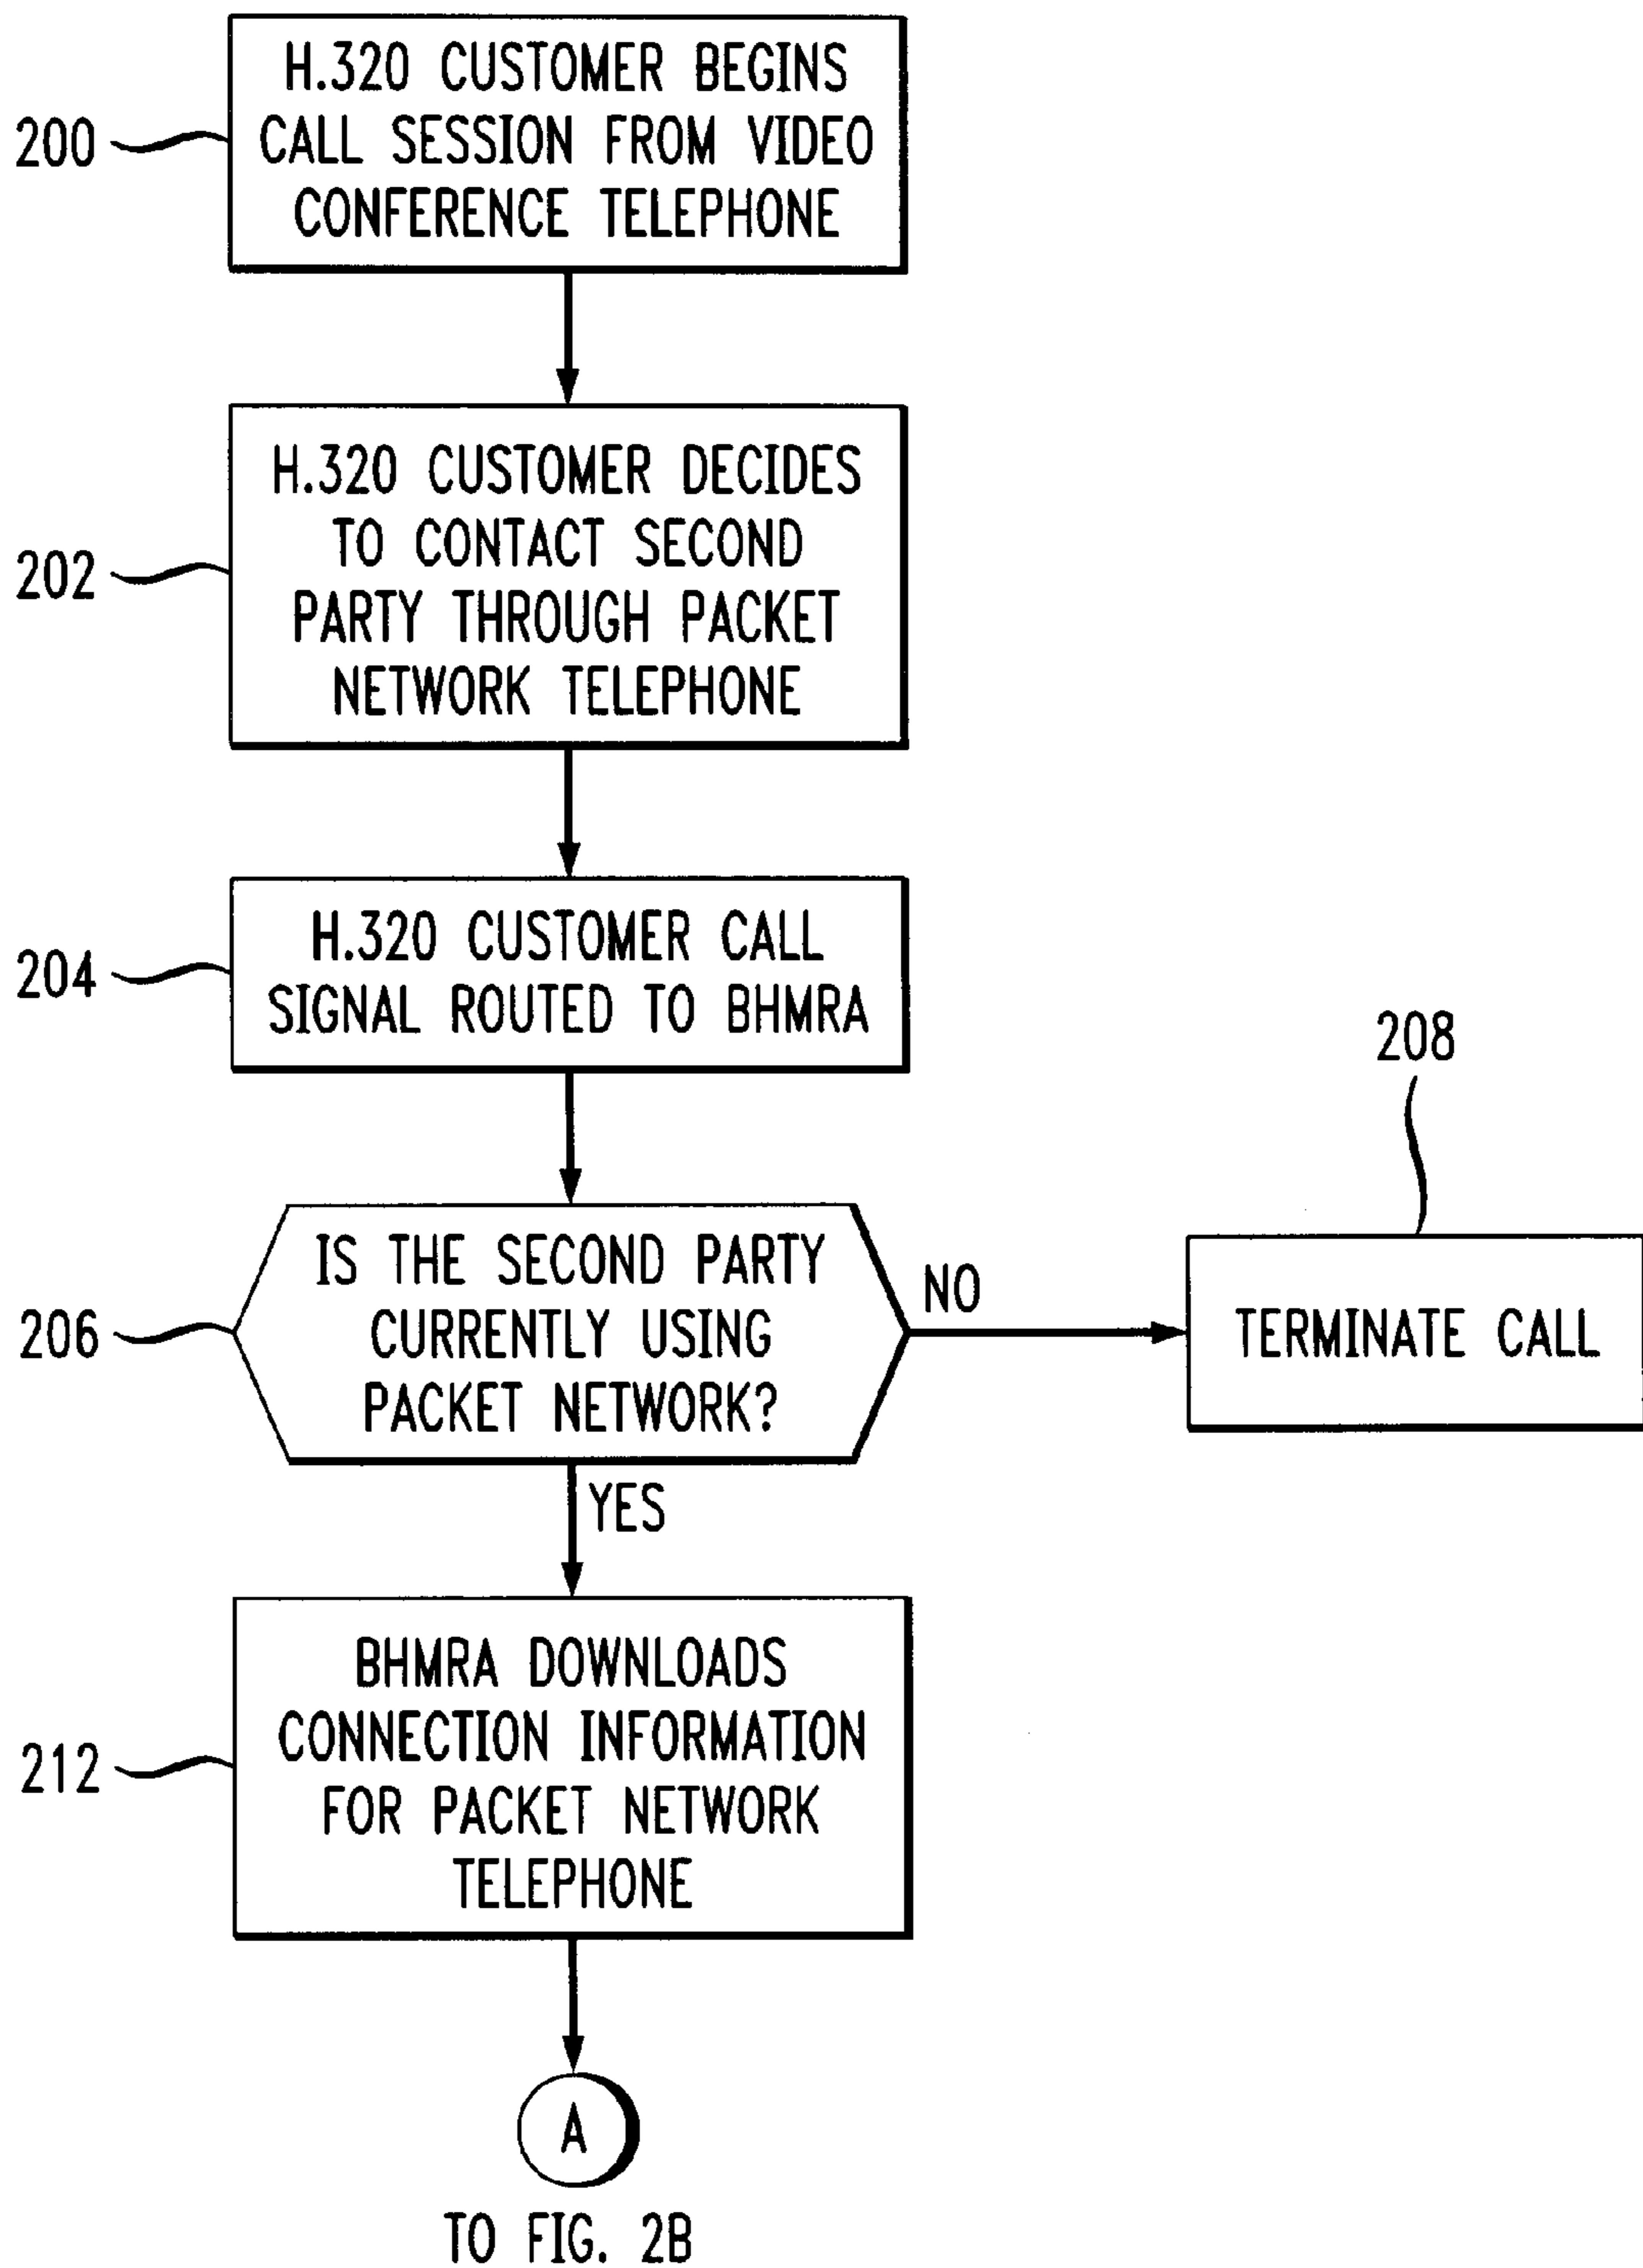 H.320 CUSTOMER BEGINS
CALL SESSION FROM VIDEO
CONFERENCE TELEPHONE
200
H.320 CUSTOMER DECIDES
TO CONTACT SECOND
PARTY THROUGH PACKET
NETWORK TELEPHONE
202
H.320 CUSTOMER CALL
SIGNAL ROUTED TO BHMRA
204
208
IS THE SECOND PARTY
CURRENTLY USING
PACKET NETWORK?
206
NO
TERMINATE CALL
YES
BHMRA DOWNLOADS
CONNECTION INFORMATION
FOR PACKET NETWORK
TELEPHONE
212
A
TO FIG. 2B